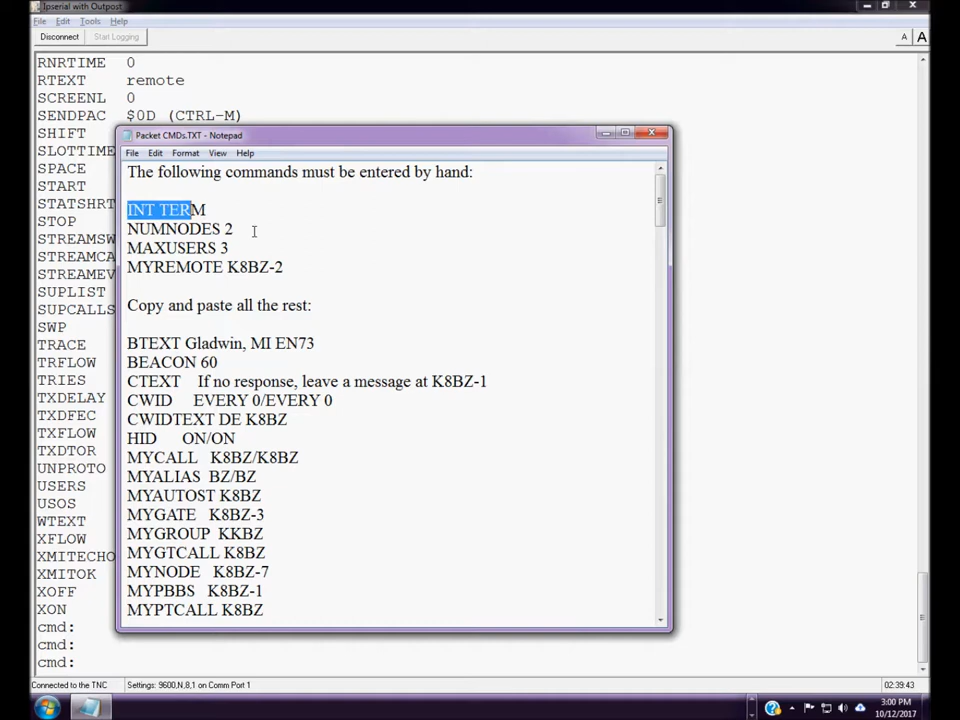 Ipserial with Outpost
File Edit Tools Help
Disconnect Start Logging A A
RNRTIME 0
RTEXT remote
SCREENL 0
SENDPAC $0D (CTRL-M)
SHIFT
SLOTTIME
SPACE
START
STATSHRT
STOP
STREAMSW
STREAMCA
STREAMEV
SUPLIST
SUPCALLS
SWP
TRACE
TRFLOW
TRIES
TXDELAY
TXDFEC
TXFLOW
TXDTOR
UNPROTO
USERS
USOS
WTEXT
XFLOW
XMITECHO
XMITOK
XOFF
XON
cmd:
cmd:
cmd:
Packet CMDs.TXT - Notepad
File Edit Format View Help
The following commands must be entered by hand:
INT TERM
NUMNODES 2
MAXUSERS 3
MYREMOTE K8BZ-2
Copy and paste all the rest:
BTEXT Gladwin, MI EN73
BEACON 60
CTEXT If no response, leave a message at K8BZ-1
CWID EVERY 0/EVERY 0
CWIDTEXT DE K8BZ
HID ON/ON
MYCALL K8BZ/K8BZ
MYALIAS BZ/BZ
MYAUTOST K8BZ
MYGATE K8BZ-3
MYGROUP KKBZ
MYGTCALL K8BZ
MYNODE K8BZ-7
MYPBBS K8BZ-1
MYPTCALL K8BZ
Connected to the TNC Settings: 9600,N,8,1 on Comm Port 1 02:39:43
3:00 PM
10/12/2017